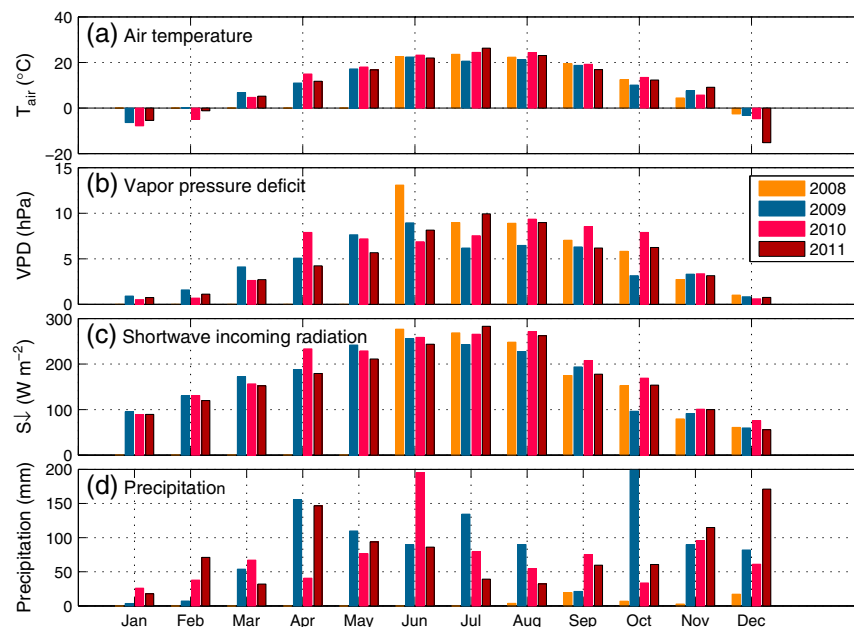 (a) Air temperature
T_air (°C)
40
20
0
−20
(b) Vapor pressure deficit
VPD (hPa)
15
10
5
0
2008
2009
2010
2011
(c) Shortwave incoming radiation
S↓ (W m⁻²)
300
200
100
0
(d) Precipitation
Precipitation (mm)
200
150
100
50
0
Jan Feb Mar Apr May Jun Jul Aug Sep Oct Nov Dec